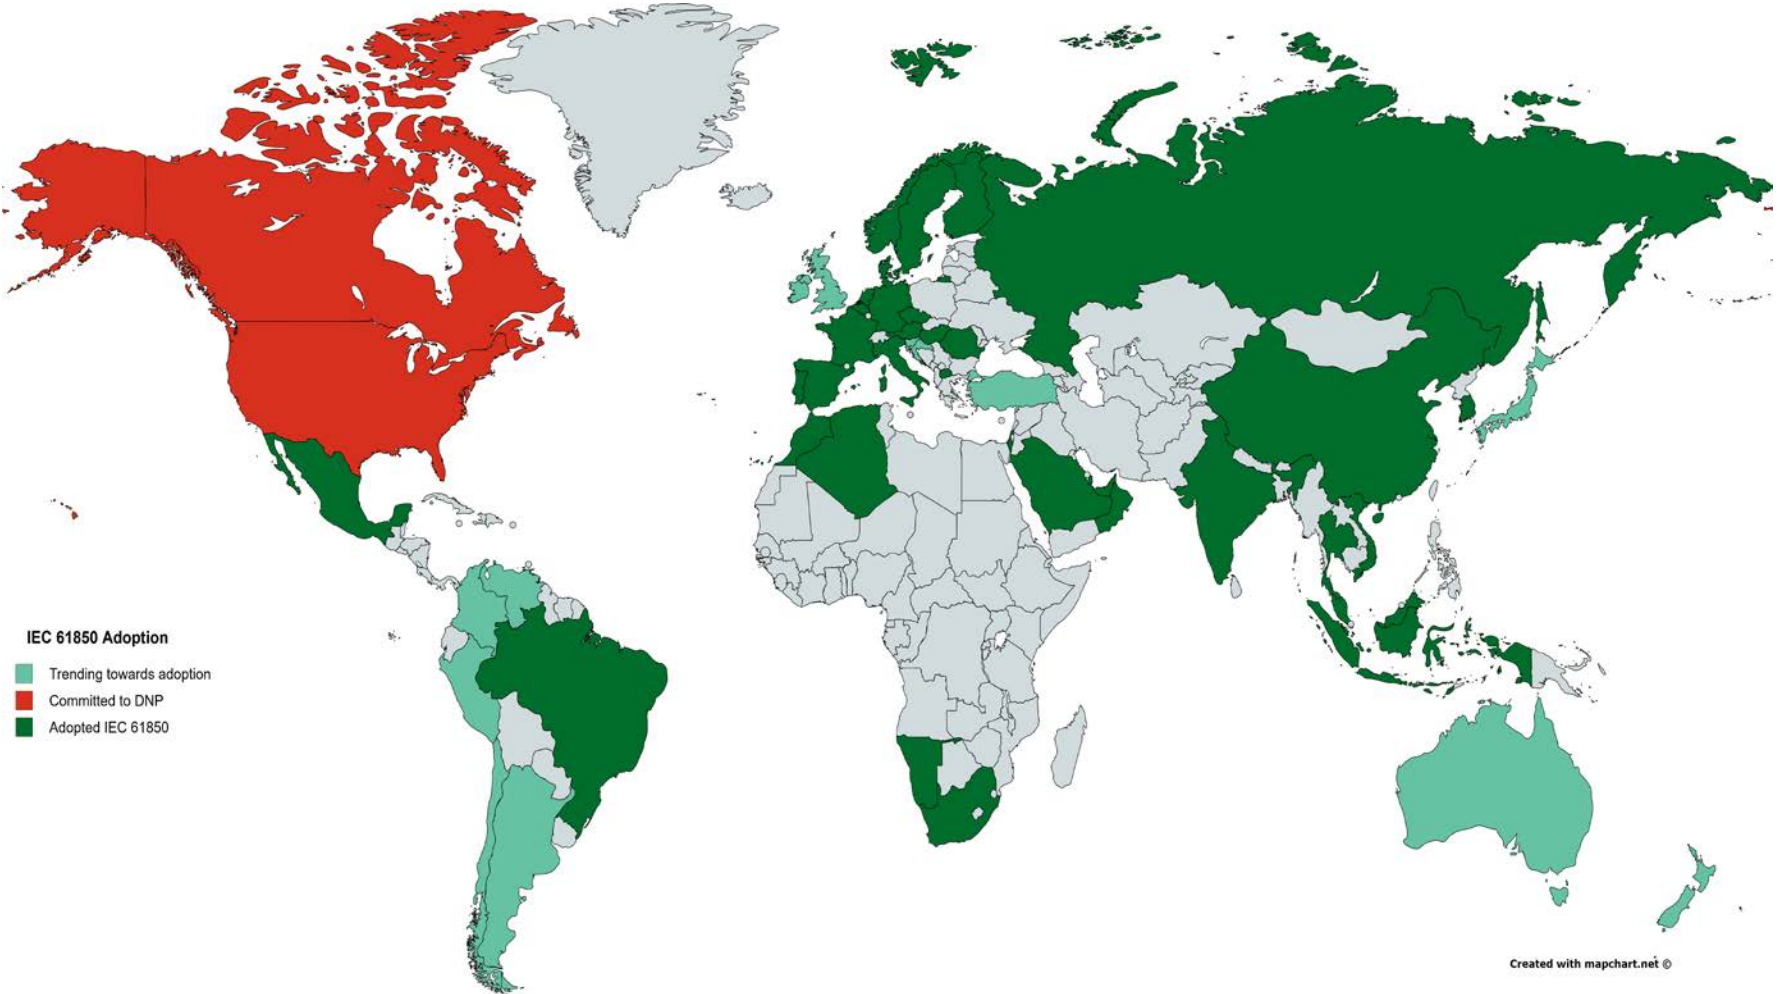 IEC 61850 Adoption
Trending towards adoption
Committed to DNP
Adopted IEC 61850
Created with mapchart.net ©